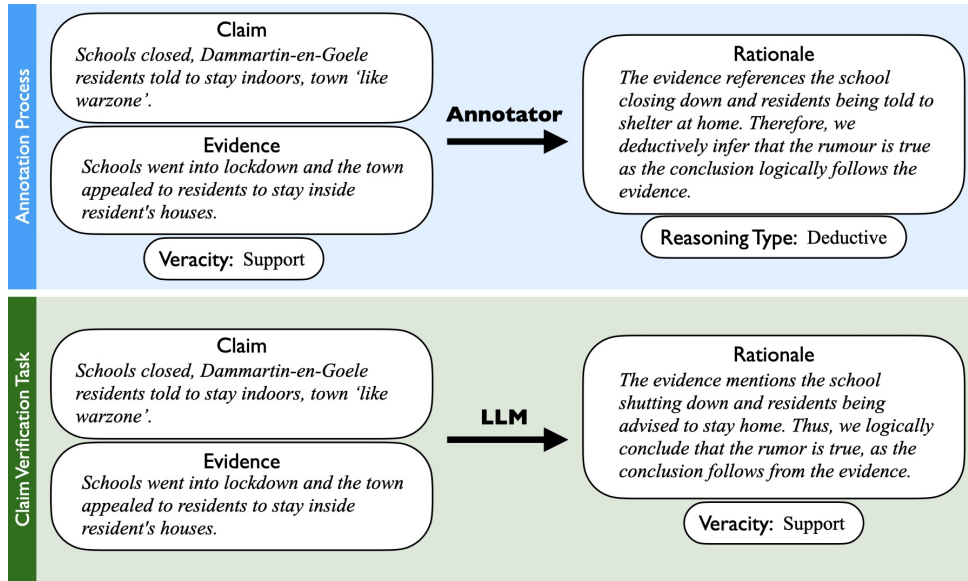 Annotation Process
Claim
Schools closed, Dammartin-en-Goele
residents told to stay indoors, town ‘like
warzone’.
Evidence
Schools went into lockdown and the town
appealed to residents to stay inside
resident's houses.
Veracity: Support
Annotator
Rationale
The evidence references the school
closing down and residents being told to
shelter at home. Therefore, we
deductively infer that the rumour is true
as the conclusion logically follows the
evidence.
Reasoning Type: Deductive
Claim Verification Task
Claim
Schools closed, Dammartin-en-Goele
residents told to stay indoors, town ‘like
warzone’.
Evidence
Schools went into lockdown and the town
appealed to residents to stay inside
resident's houses.
LLM
Rationale
The evidence mentions the school
shutting down and residents being
advised to stay home. Thus, we logically
conclude that the rumor is true, as the
conclusion follows from the evidence.
Veracity: Support